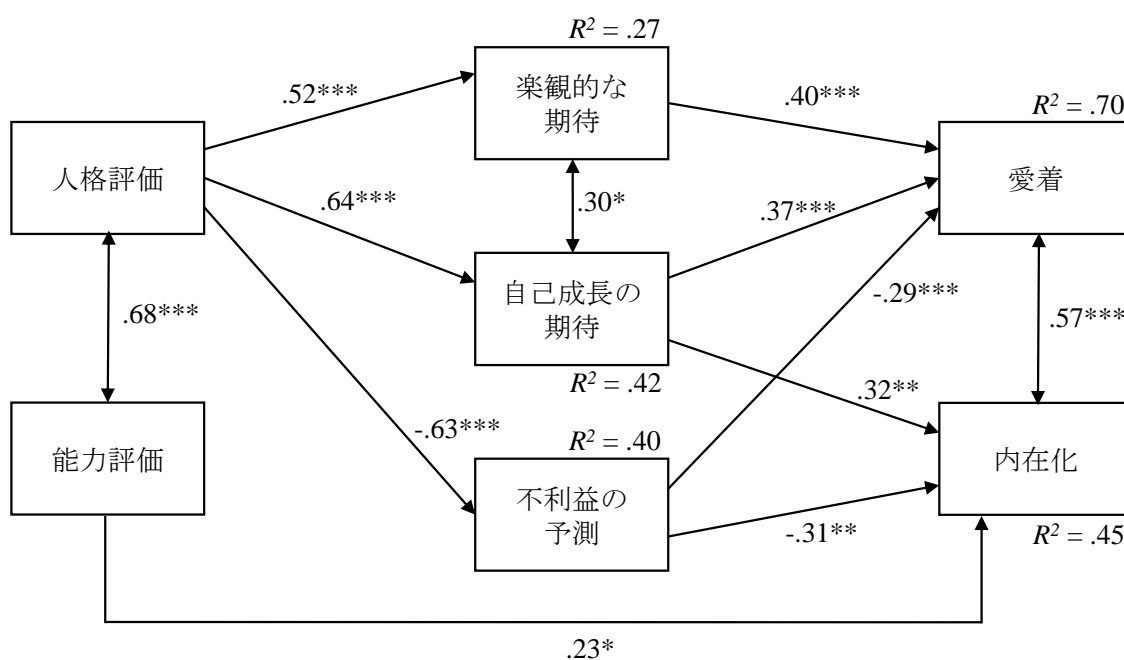 R² = .27
楽観的な
期待
.52***
.40***
R² = .70
人格評価
愛着
.64***
.30*
.37***
自己成長の
期待
-.29***
.68***
.57***
R² = .42
.32**
-.63***
R² = .40
能力評価
内在化
不利益の
予測
-.31**
R² = .45
.23*